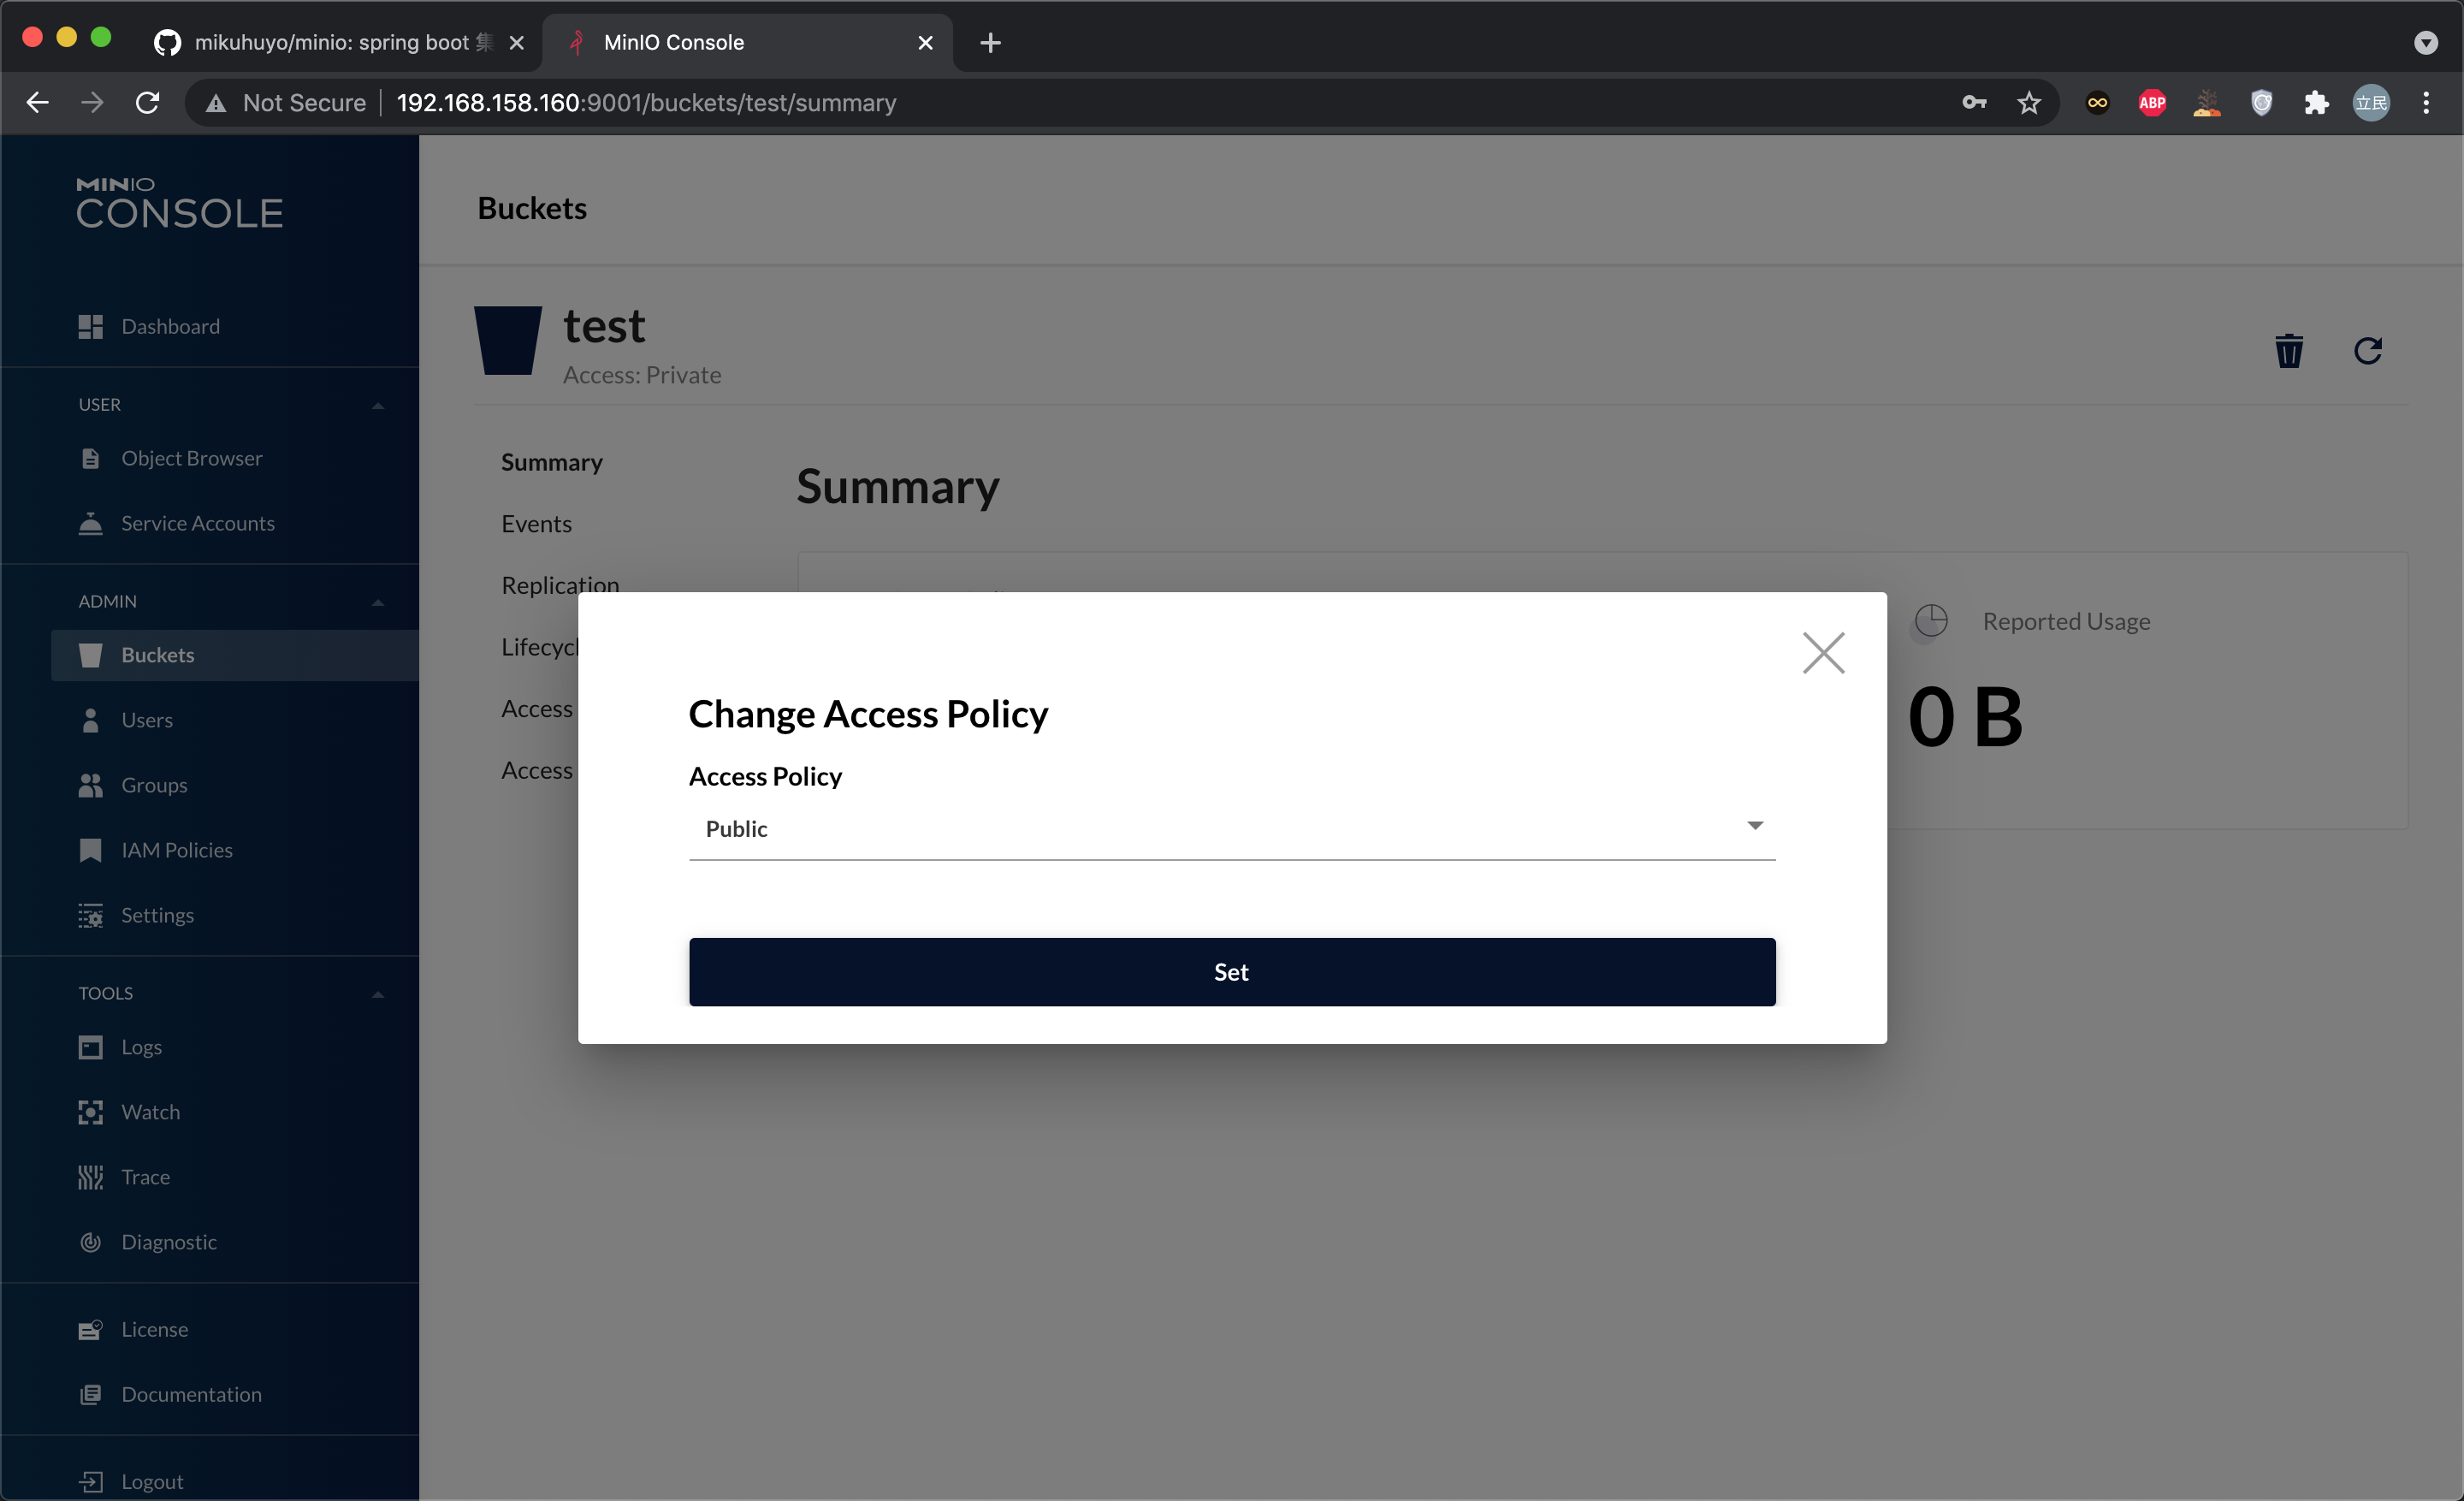 mikuhuyo/minio: spring boot 集
MinIO Console
Not Secure
192.168.158.160:9001/buckets/test/summary
ABP
立民
MINIO
CONSOLE
Dashboard
USER
Object Browser
Service Accounts
ADMIN
Buckets
Users
Groups
IAM Policies
Settings
TOOLS
Logs
Watch
Trace
Diagnostic
License
Documentation
Logout
Buckets
test
Access: Private
Summary
Events
Replication
Lifecycl
Access
Access
Summary
Reported Usage
0 B
Change Access Policy
Access Policy
Public
Set